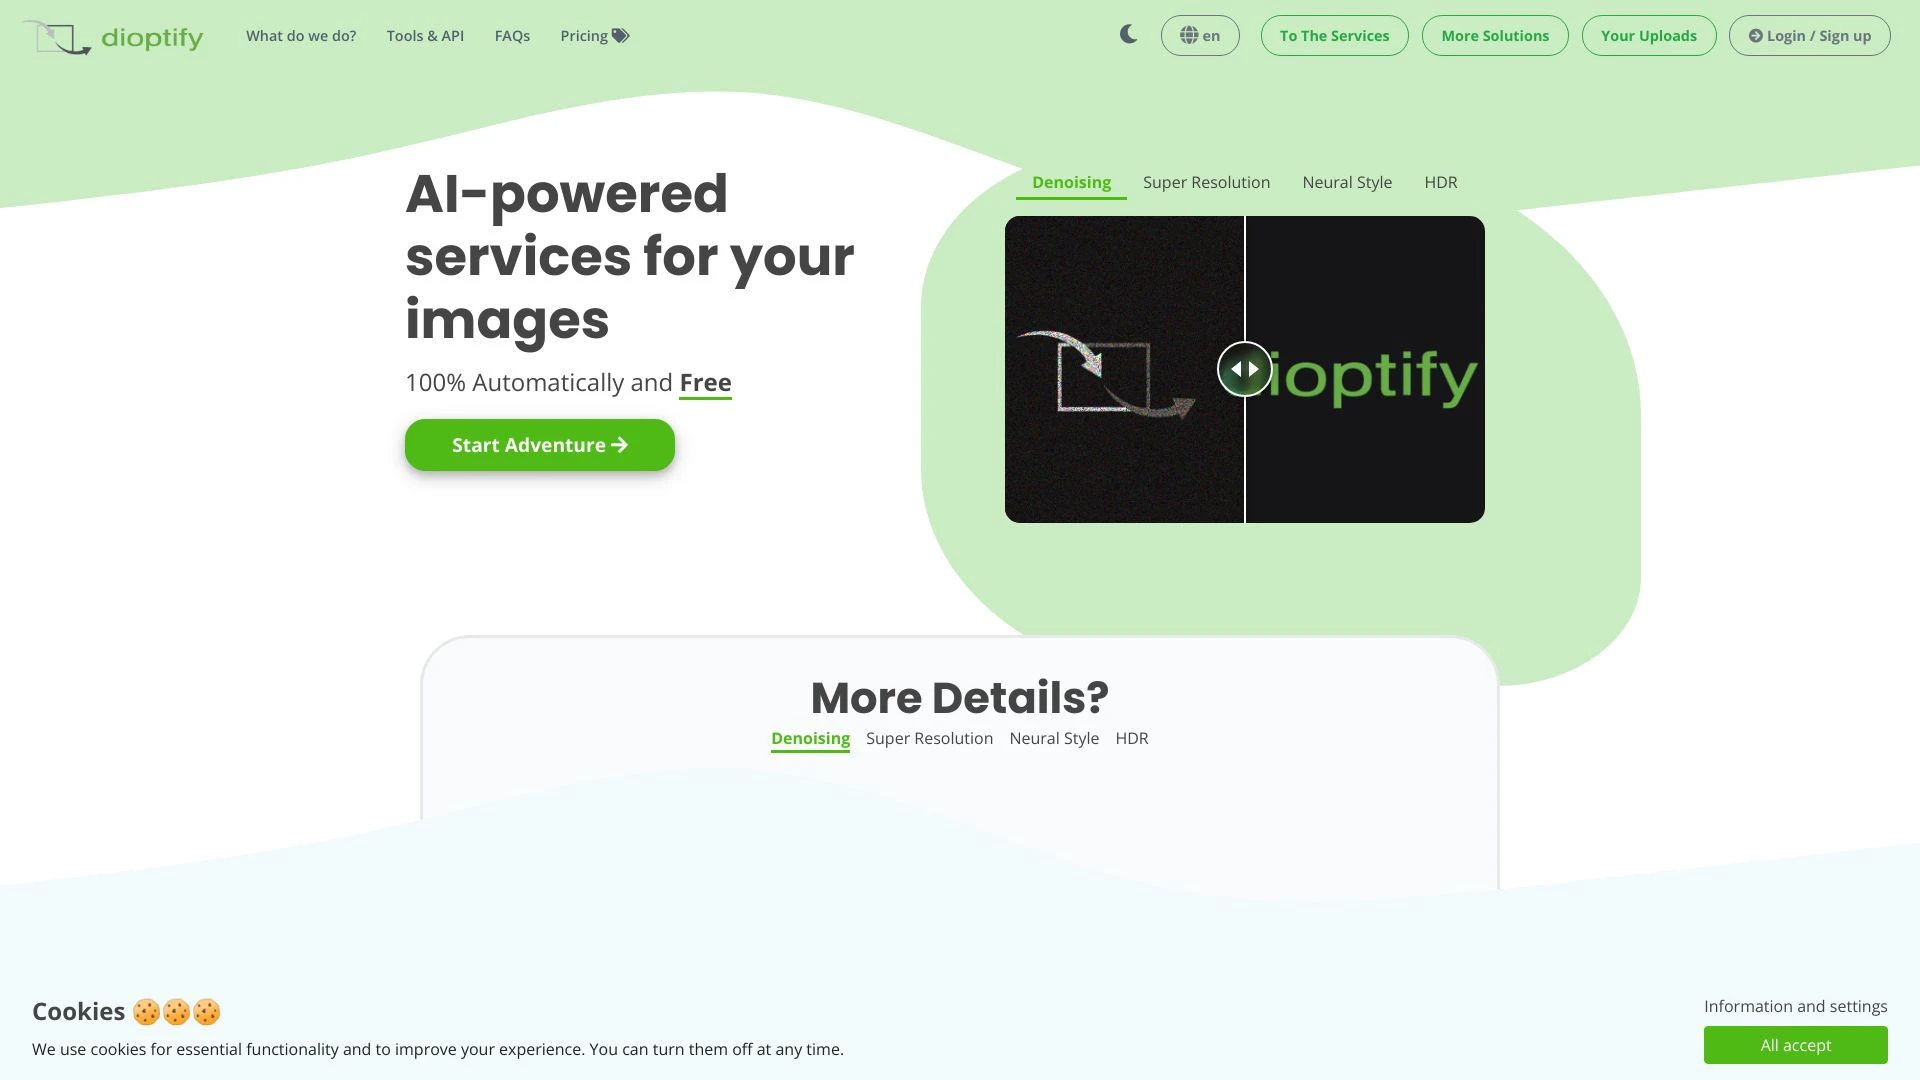 dioptify
What do we do?
Tools & API
FAQs
Pricing
en
To The Services
More Solutions
Your Uploads
Login / Sign up
AI-powered
services for your
images
100% Automatically and Free
Start Adventure
Denoising
Super Resolution
Neural Style
HDR
dioptify
More Details?
Denoising
Super Resolution
Neural Style
HDR
Cookies
We use cookies for essential functionality and to improve your experience. You can turn them off at any time.
Information and settings
All accept